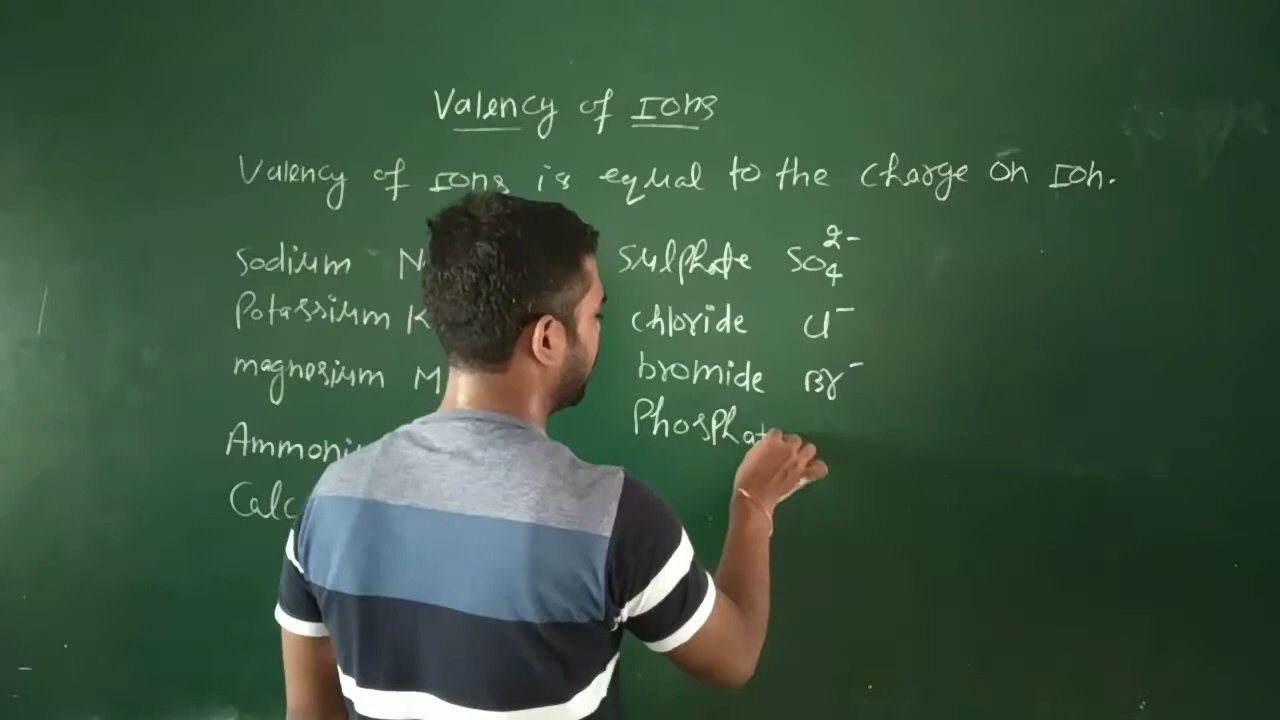 Valency of Ions
Valency of Ions is equal to the charge on Ion.
Sodium N
Potassium K
magnesium M
Ammoni
Calc
Sulphate SO₄²⁻
chloride Cl⁻
bromide Br⁻
Phosphat